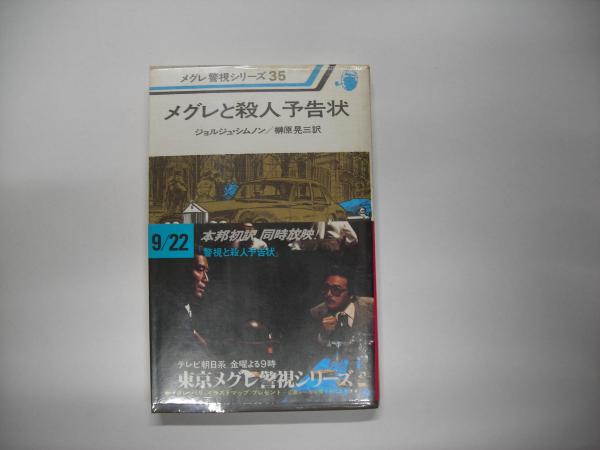 メグレ警視シリーズ35
メグレと殺人予告状
ジョルジュ・シムノン/榊原晃三訳
9/22
本邦初訳 同時放映!
「警視と殺人予告状」
テレビ朝日系 金曜よる9時
東京メグレ警視シリーズ